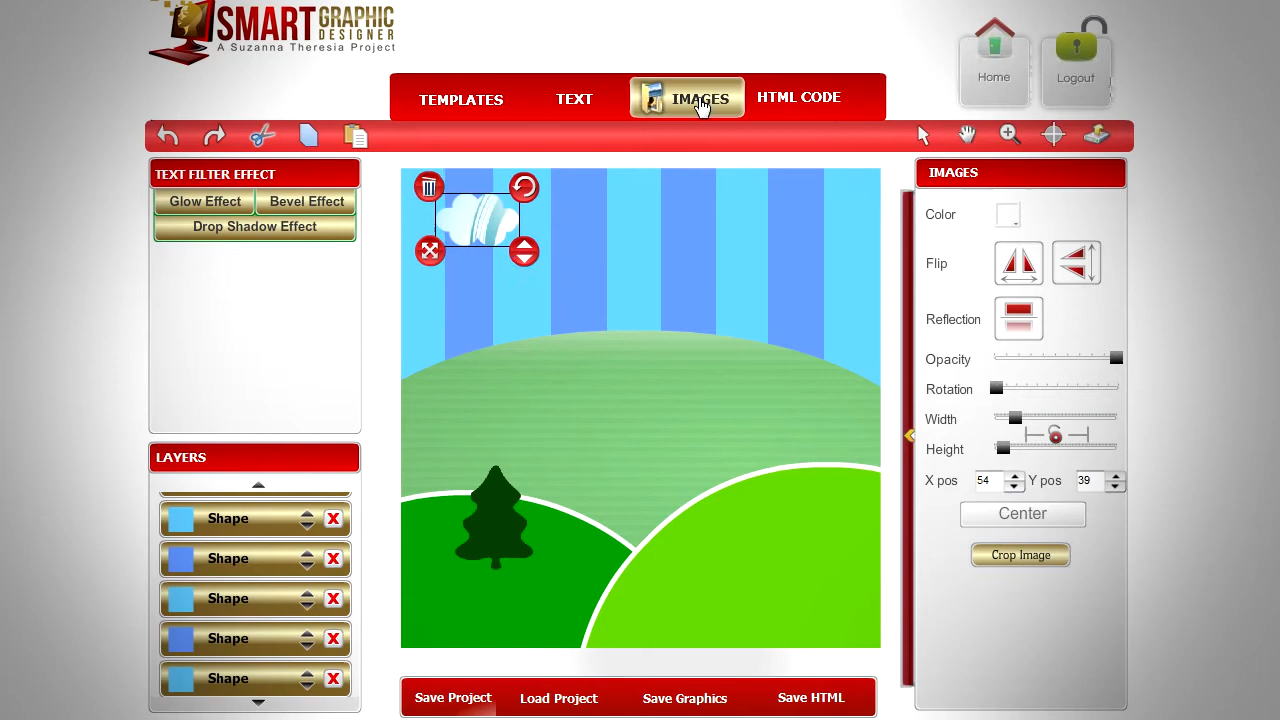 SMART GRAPHIC DESIGNER
A Suzanna Theresia Project
Home
Logout
TEMPLATES TEXT IMAGES HTML CODE
TEXT FILTER EFFECT
Glow Effect Bevel Effect
Drop Shadow Effect
LAYERS
Shape X
Shape X
Shape X
Shape X
Shape X
IMAGES
Color
Flip
Reflection
Opacity
Rotation
Width
Height
X pos 54 Y pos 39
Center
Crop Image
Save Project Load Project Save Graphics Save HTML